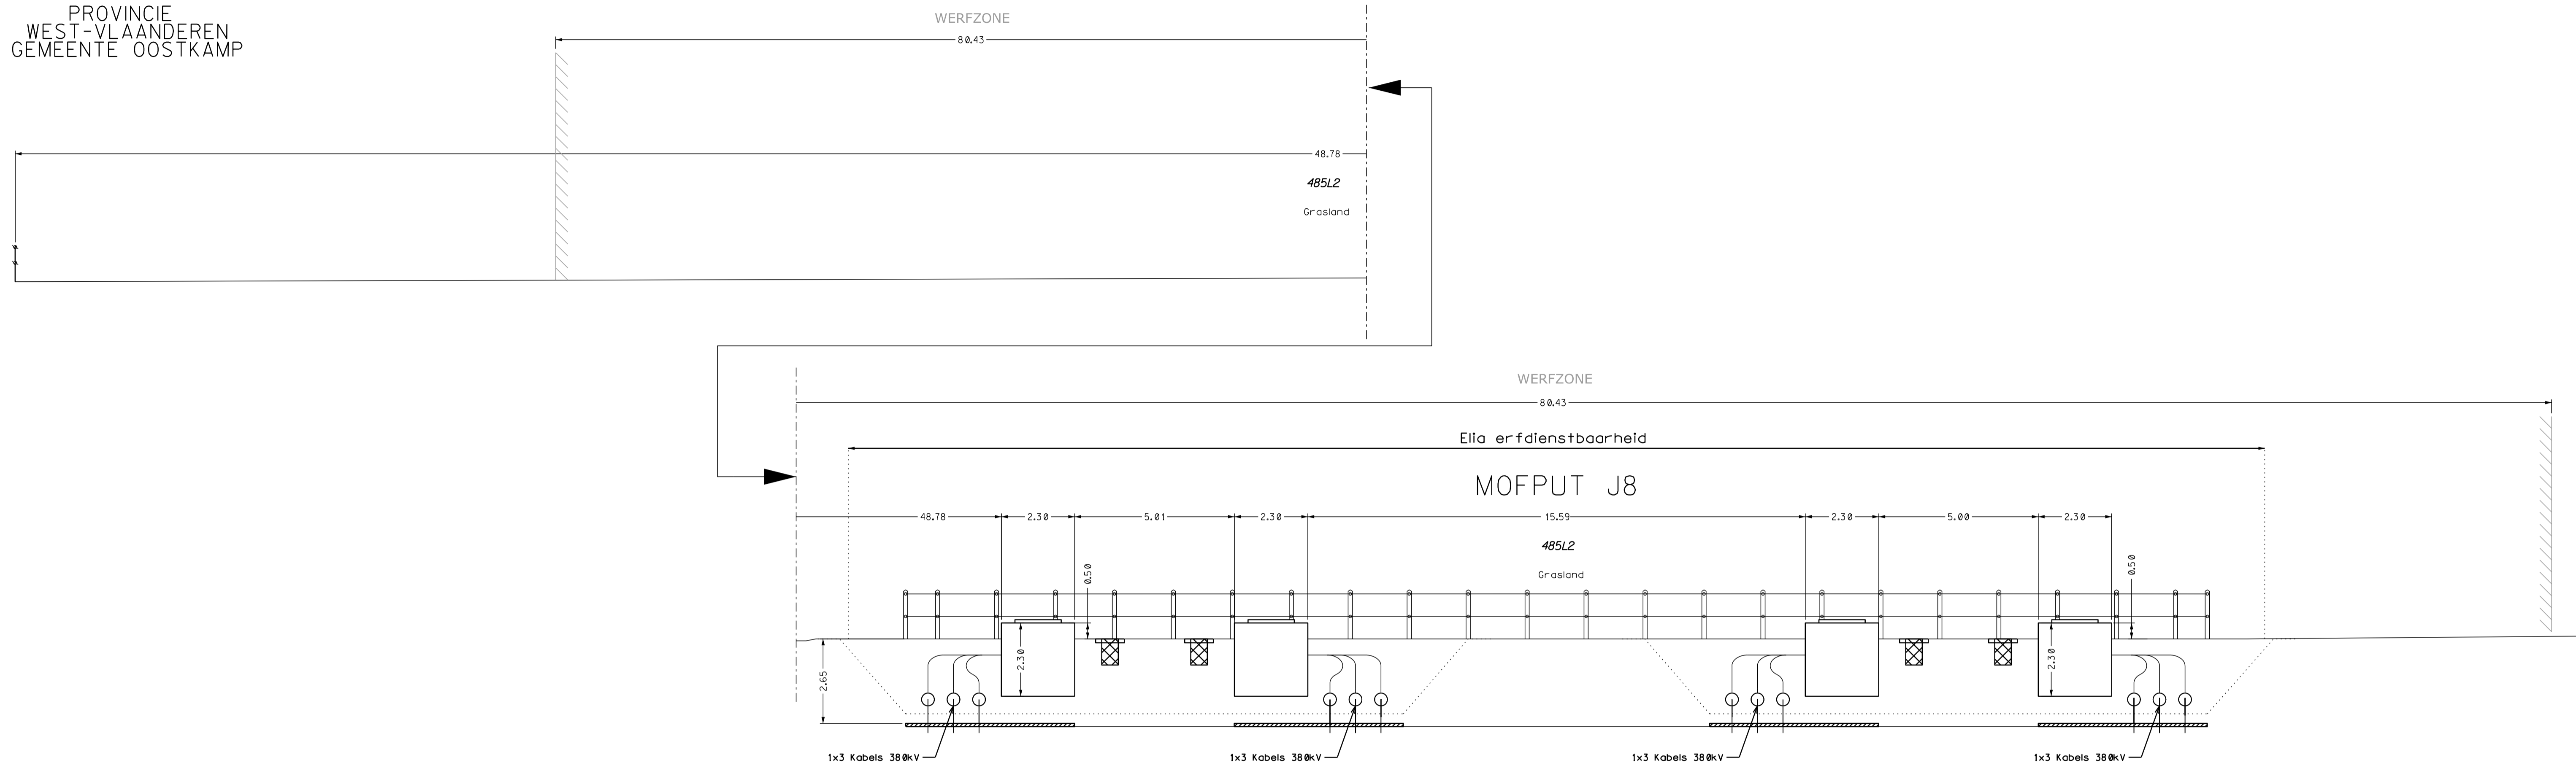 PROVINCIE
WEST-VLAANDEREN
GEMEENTE OOSTKAMP
WERFZONE
80.43
48.78
485L2
Grasland
WERFZONE
80.43
Elia erfdienstbaarheid
MOFPUT J8
48.78
2.30
5.01
2.30
15.59
2.30
5.00
2.30
485L2
Grasland
0.50
0.50
2.30
2.30
2.65
1x3 Kabels 380kV
1x3 Kabels 380kV
1x3 Kabels 380kV
1x3 Kabels 380kV